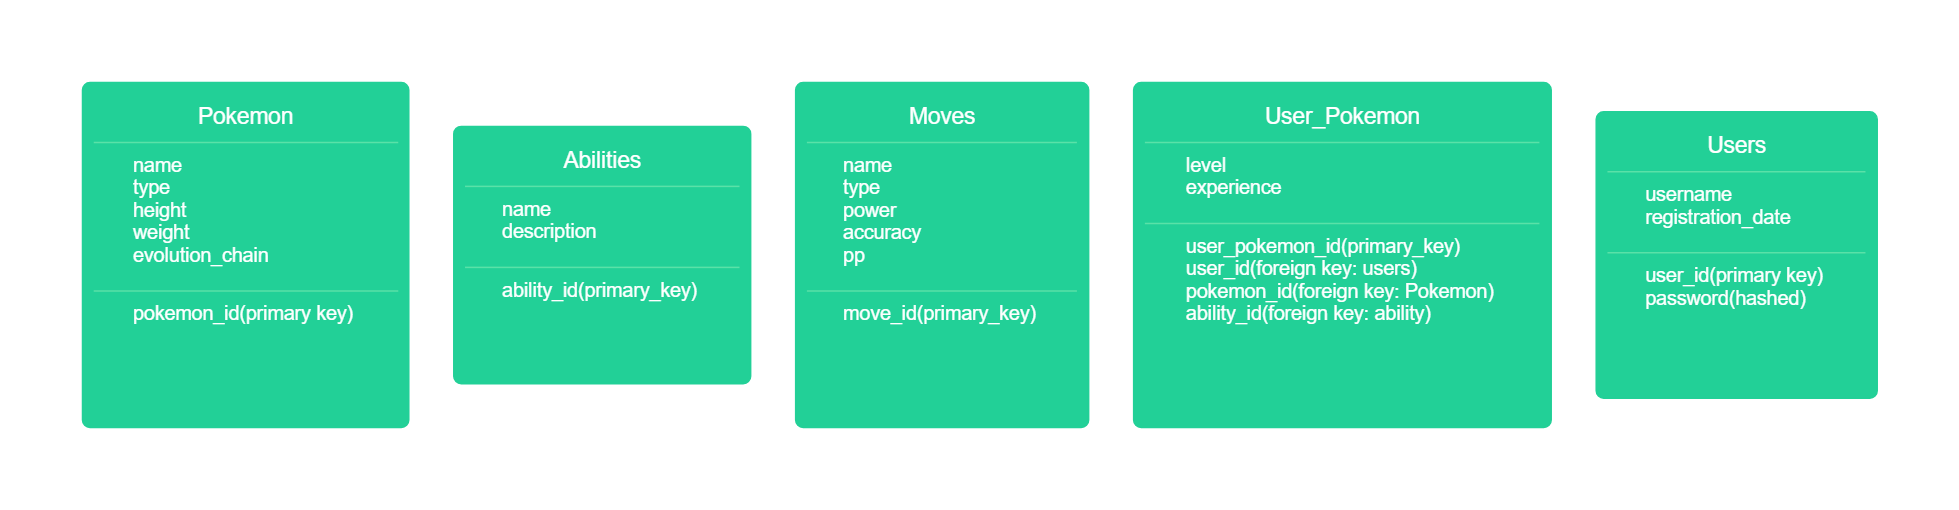 Pokemon
name
type
height
weight
evolution_chain
pokemon_id(primary key)
Abilities
name
description
ability_id(primary_key)
Moves
name
type
power
accuracy
pp
move_id(primary_key)
User_Pokemon
level
experience
user_pokemon_id(primary_key)
user_id(foreign key: users)
pokemon_id(foreign key: Pokemon)
ability_id(foreign key: ability)
Users
username
registration_date
user_id(primary key)
password(hashed)